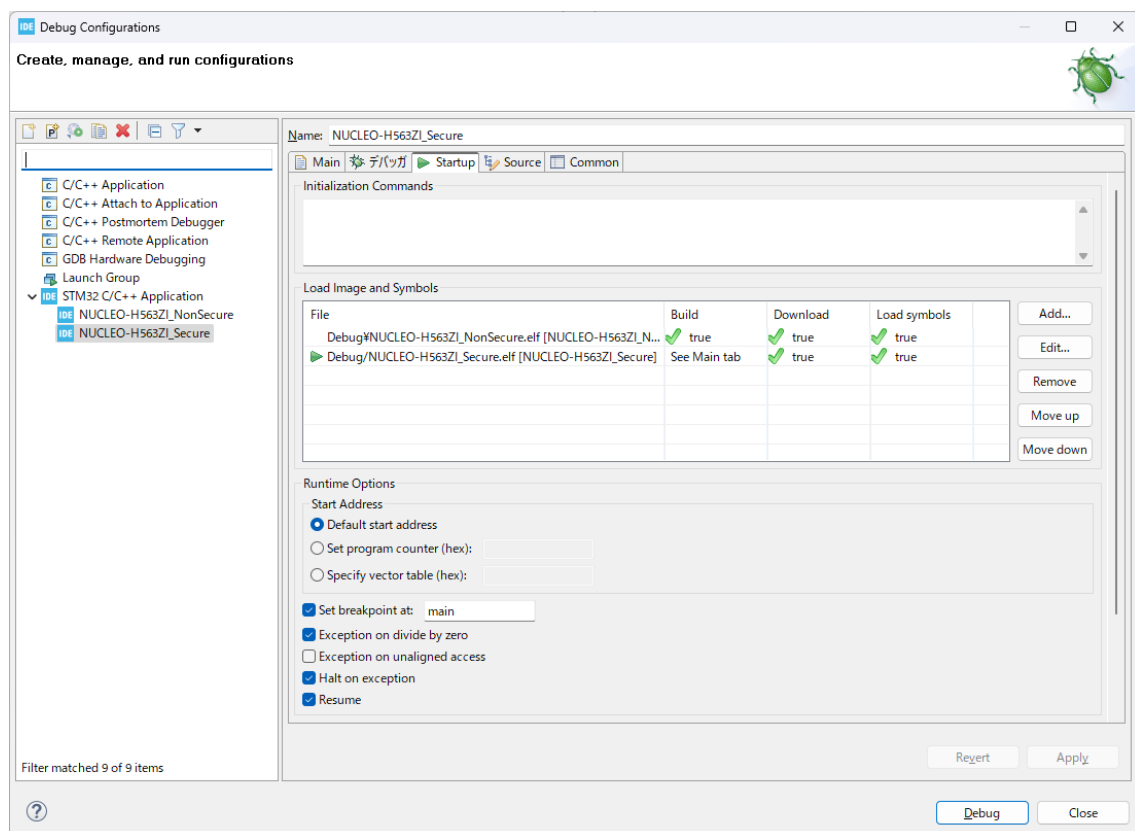 IDE Debug Configurations
Create, manage, and run configurations
Name: NUCLEO-H563ZI_Secure
Main デバッガ Startup Source Common
C/C++ Application
C/C++ Attach to Application
C/C++ Postmortem Debugger
C/C++ Remote Application
GDB Hardware Debugging
Launch Group
IDE STM32 C/C++ Application
IDE NUCLEO-H563ZI_NonSecure
IDE NUCLEO-H563ZI_Secure
Filter matched 9 of 9 items
Initialization Commands
Load Image and Symbols
File Build Download Load symbols
Debug¥NUCLEO-H563ZI_NonSecure.elf [NUCLEO-H563ZI_N... true true true
Debug/NUCLEO-H563ZI_Secure.elf [NUCLEO-H563ZI_Secure] See Main tab true true
Add...
Edit...
Remove
Move up
Move down
Runtime Options
Start Address
Default start address
Set program counter (hex):
Specify vector table (hex):
Set breakpoint at: main
Exception on divide by zero
Exception on unaligned access
Halt on exception
Resume
Revert Apply
? Debug Close